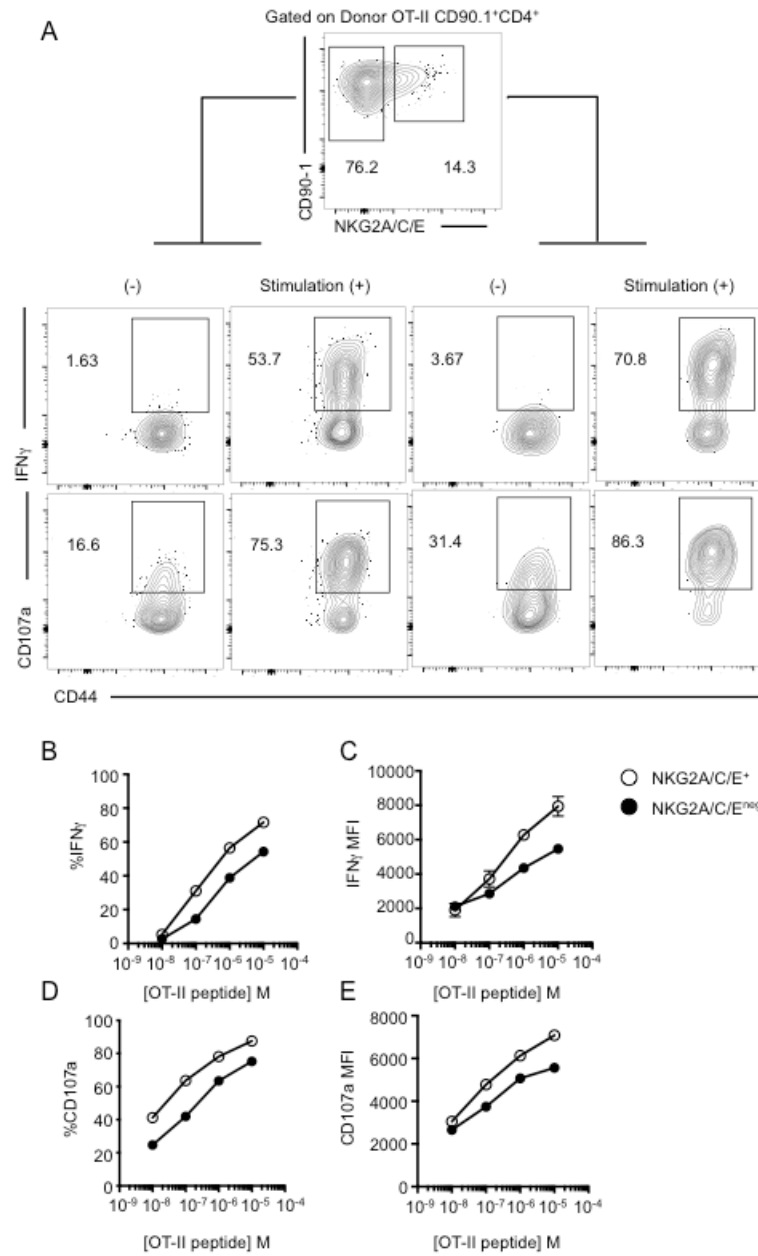 A
Gated on Donor OT-II CD90.1⁺CD4⁺
CD90-1
76.2 14.3
NKG2A/C/E
(-) Stimulation (+) (-) Stimulation (+)
IFNγ
1.63 53.7 3.67 70.8
CD107a
16.6 75.3 31.4 86.3
CD44
B
%IFNγ
100
80
60
40
20
0
10⁻⁹ 10⁻⁸ 10⁻⁷ 10⁻⁶ 10⁻⁵ 10⁻⁴
[OT-II peptide] M
C
IFNγ MFI
10000
8000
6000
4000
2000
0
10⁻⁹ 10⁻⁸ 10⁻⁷ 10⁻⁶ 10⁻⁵ 10⁻⁴
[OT-II peptide] M
NKG2A/C/E⁺
NKG2A/C/Eⁿᵉᵍ
D
%CD107a
100
80
60
40
20
0
10⁻⁹ 10⁻⁸ 10⁻⁷ 10⁻⁶ 10⁻⁵ 10⁻⁴
[OT-II peptide] M
E
CD107a MFI
8000
6000
4000
2000
0
10⁻⁹ 10⁻⁸ 10⁻⁷ 10⁻⁶ 10⁻⁵ 10⁻⁴
[OT-II peptide] M